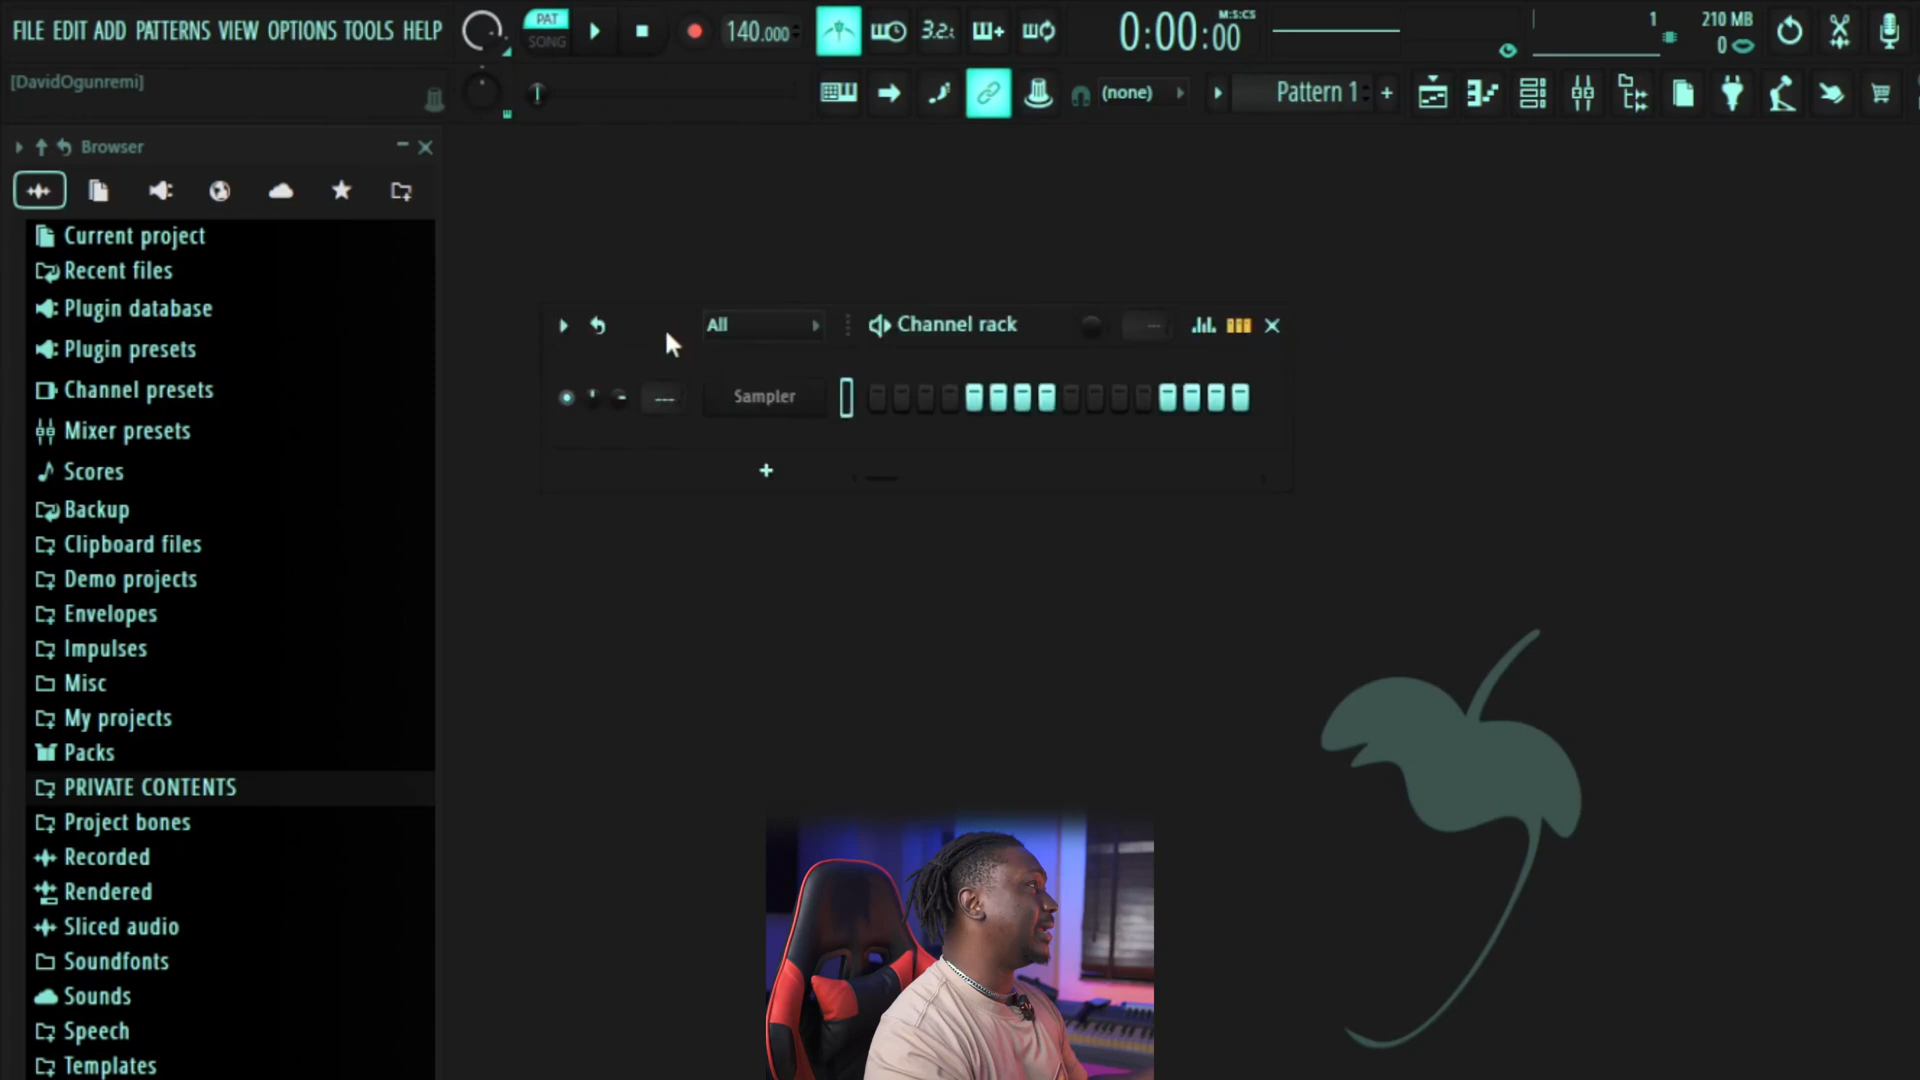 FILE EDIT ADD PATTERNS VIEW OPTIONS TOOLS HELP
PAT
SONG
140.000
3.2:
0:00:00
M:S:CS
1
210 MB
0
[DavidOgunremi]
(none)
Pattern 1
+
Browser
Current project
Recent files
Plugin database
Plugin presets
Channel presets
Mixer presets
Scores
Backup
Clipboard files
Demo projects
Envelopes
Impulses
Misc
My projects
Packs
PRIVATE CONTENTS
Project bones
Recorded
Rendered
Sliced audio
Soundfonts
Sounds
Speech
Templates
All
Channel rack
---
---
Sampler
+